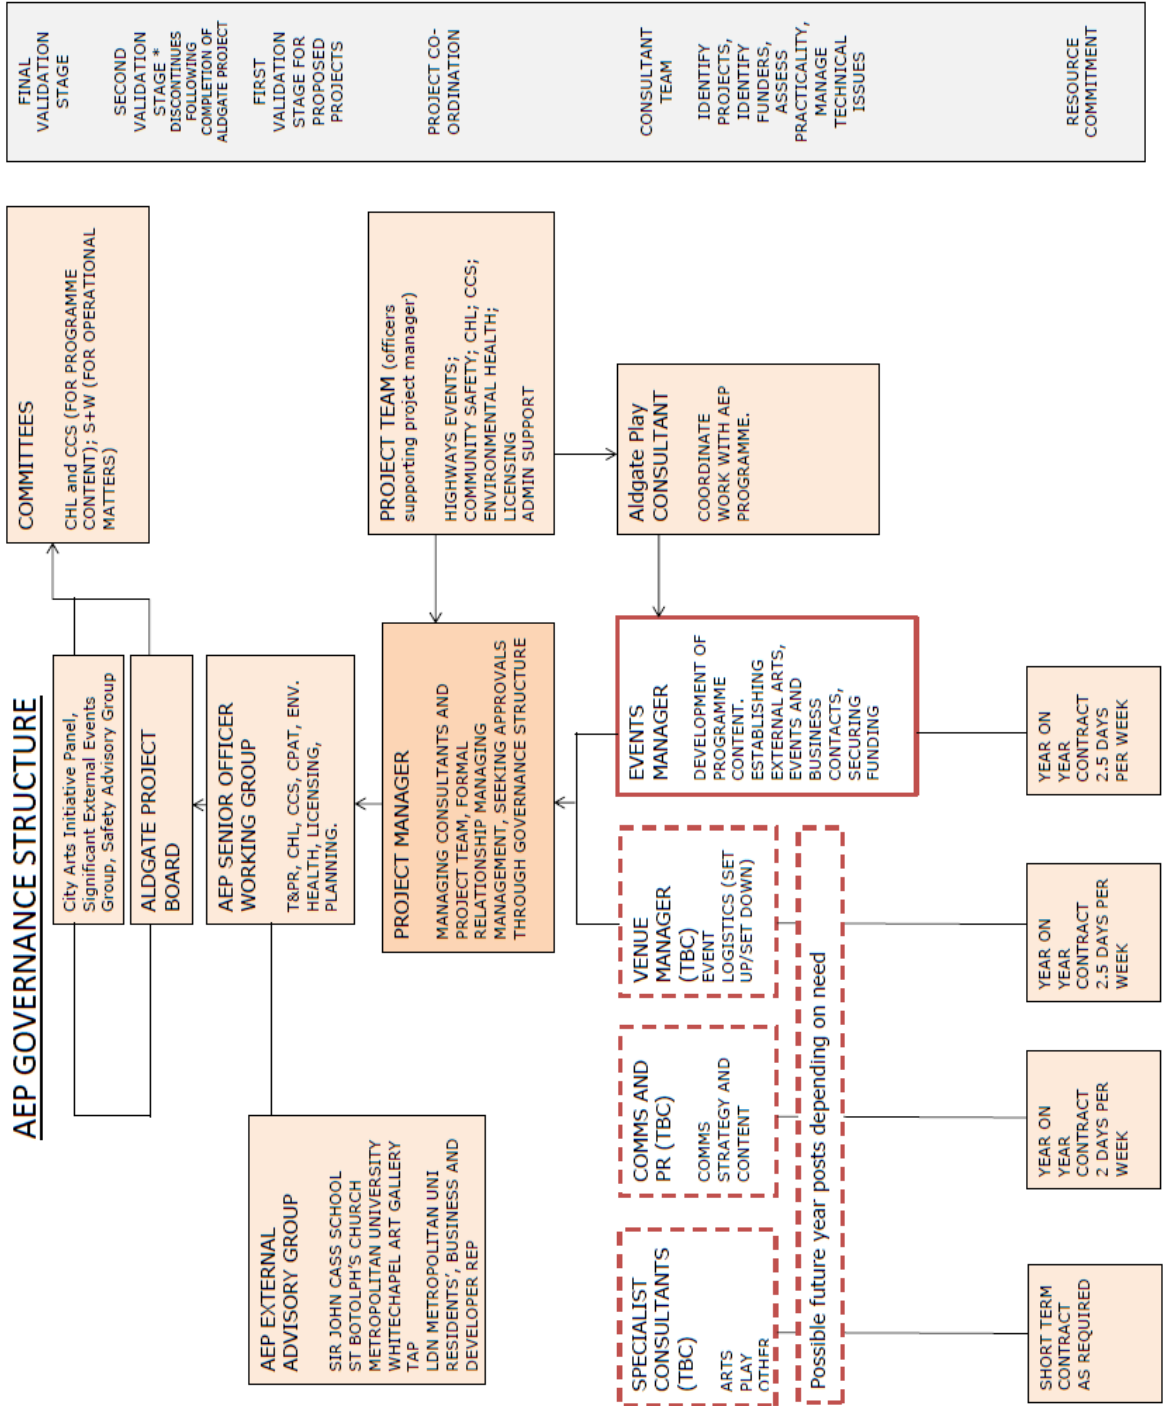 AEP GOVERNANCE STRUCTURE
City Arts Initiative Panel,
Significant External Events
Group, Safety Advisory Group
ALDGATE PROJECT
BOARD
COMMITTEES
CHL and CCS (FOR PROGRAMME
CONTENT); S+W (FOR OPERATIONAL
MATTERS)
FINAL
VALIDATION
STAGE
SECOND
VALIDATION
STAGE *
DISCONTINUES
FOLLOWING
COMPLETION OF
ALDGATE PROJECT
AEP EXTERNAL
ADVISORY GROUP
SIR JOHN CASS SCHOOL
ST BOTOLPH'S CHURCH
METROPOLITAN UNIVERSITY
WHITECHAPEL ART GALLERY
TAP
LDN METROPOLITAN UNI
RESIDENTS', BUSINESS AND
DEVELOPER REP
AEP SENIOR OFFICER
WORKING GROUP
T&PR, CHL, CCS, CPAT, ENV.
HEALTH, LICENSING,
PLANNING.
FIRST
VALIDATION
STAGE FOR
PROPOSED
PROJECTS
PROJECT MANAGER
MANAGING CONSULTANTS AND
PROJECT TEAM, FORMAL
RELATIONSHIP MANAGING
MANAGEMENT, SEEKING APPROVALS
THROUGH GOVERNANCE STRUCTURE
PROJECT TEAM (officers
supporting project manager)
HIGHWAYS EVENTS;
COMMUNITY SAFETY; CHL; CCS;
ENVIRONMENTAL HEALTH;
LICENSING
ADMIN SUPPORT
PROJECT CO-
ORDINATION
SPECIALIST
CONSULTANTS
(TBC)
ARTS
PLAY
OTHER
COMMS AND
PR (TBC)
COMMS
STRATEGY AND
CONTENT
VENUE
MANAGER
(TBC)
EVENT
LOGISTICS (SET
UP/SET DOWN)
EVENTS
MANAGER
DEVELOPMENT OF
PROGRAMME
CONTENT.
ESTABLISHING
EXTERNAL ARTS,
EVENTS AND
BUSINESS
CONTACTS,
SECURING
FUNDING
Aldgate Play
CONSULTANT
COORDINATE
WORK WITH AEP
PROGRAMME.
CONSULTANT
TEAM
IDENTIFY
PROJECTS,
IDENTIFY
FUNDERS,
ASSESS
PRACTICALITY,
MANAGE
TECHNICAL
ISSUES
Possible future year posts depending on need
SHORT TERM
CONTRACT
AS REQUIRED
YEAR ON
YEAR
CONTRACT
2 DAYS PER
WEEK
YEAR ON
YEAR
CONTRACT
2.5 DAYS PER
WEEK
YEAR ON
YEAR
CONTRACT
2.5 DAYS
PER WEEK
RESOURCE
COMMITMENT